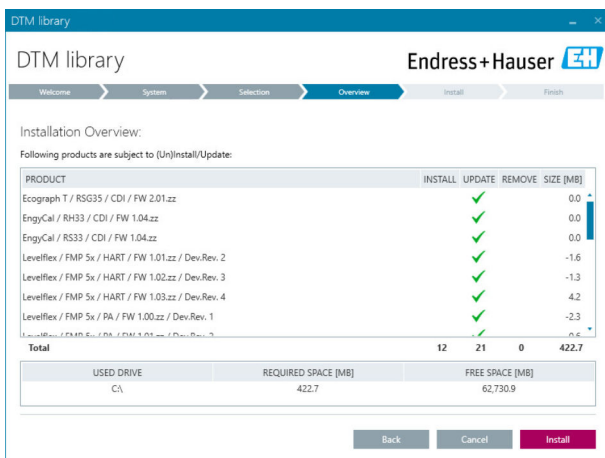 DTM library
DTM library
Endress+Hauser EH
Welcome System Selection Overview Install Finish
Installation Overview:
Following products are subject to (Un)Install/Update:
PRODUCT INSTALL UPDATE REMOVE SIZE [MB]
Ecograph T / RSG35 / CDI / FW 2.01.zz 0.0
EngyCal / RH33 / CDI / FW 1.04.zz 0.0
EngyCal / RS33 / CDI / FW 1.04.zz 0.0
Levelflex / FMP 5x / HART / FW 1.01.zz / Dev.Rev. 2 -1.6
Levelflex / FMP 5x / HART / FW 1.02.zz / Dev.Rev. 3 -1.3
Levelflex / FMP 5x / HART / FW 1.03.zz / Dev.Rev. 4 4.2
Levelflex / FMP 5x / PA / FW 1.00.zz / Dev.Rev. 1 -2.3
Total 12 21 0 422.7
USED DRIVE REQUIRED SPACE [MB] FREE SPACE [MB]
C:\ 422.7 62,730.9
Back Cancel Install